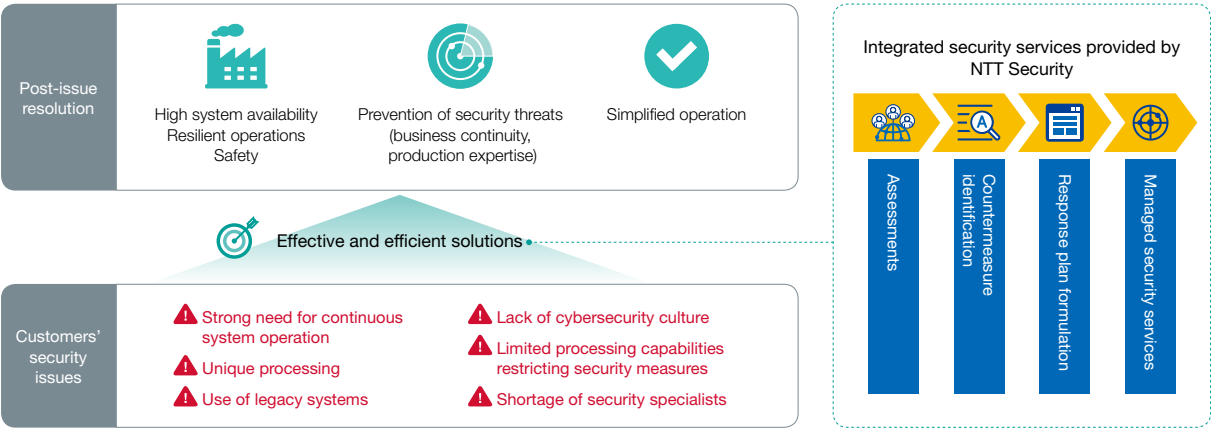 Post-issue
resolution
High system availability
Resilient operations
Safety
Prevention of security threats
(business continuity,
production expertise)
Simplified operation
Effective and efficient solutions
Customers’
security
issues
Strong need for continuous
system operation
Unique processing
Use of legacy systems
Lack of cybersecurity culture
Limited processing capabilities
restricting security measures
Shortage of security specialists
Integrated security services provided by
NTT Security
A
Assessments
Countermeasure
identification
Response plan formulation
Managed security services